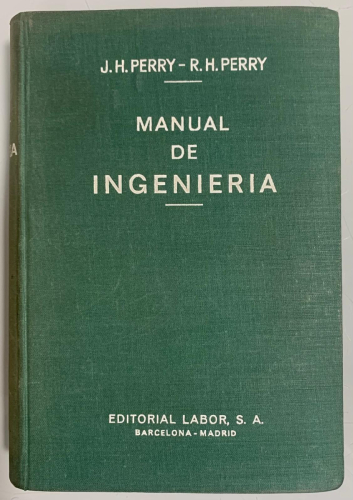 J.H. PERRY - R.H. PERRY
MANUAL
DE
INGENIERIA
EDITORIAL LABOR, S. A.
BARCELONA - MADRID